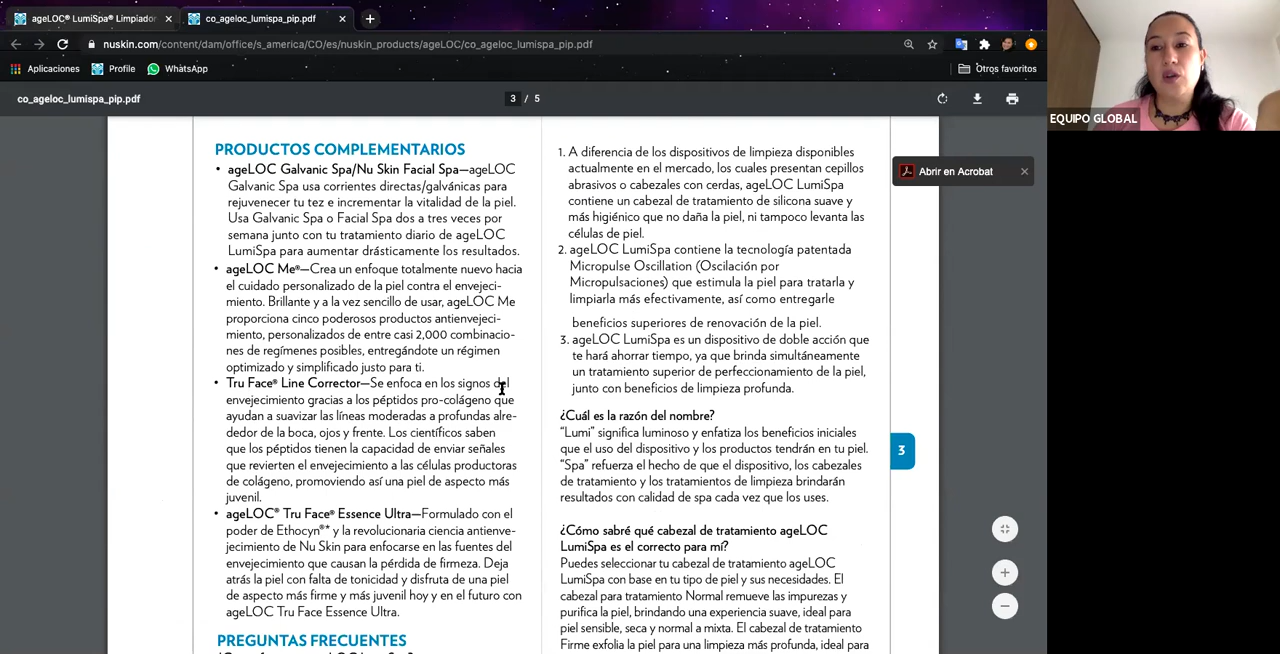 ageLOC® LumiSpa® Limpiador
co_ageloc_lumispa_pip.pdf
nuskin.com/content/dam/office/s_america/CO/es/nuskin_products/ageLOC/co_ageloc_lumispa_pip.pdf
Aplicaciones
Profile
WhatsApp
Otros favoritos
co_ageloc_lumispa_pip.pdf
3 / 5
EQUIPO GLOBAL
Abrir en Acrobat
PRODUCTOS COMPLEMENTARIOS
• ageLOC Galvanic Spa/Nu Skin Facial Spa—ageLOC
Galvanic Spa usa corrientes directas/galvánicas para
rejuvenecer tu tez e incrementar la vitalidad de la piel.
Usa Galvanic Spa o Facial Spa dos a tres veces por
semana junto con tu tratamiento diario de ageLOC
LumiSpa para aumentar drásticamente los resultados.
• ageLOC Me®—Crea un enfoque totalmente nuevo hacia
el cuidado personalizado de la piel contra el envejeci-
miento. Brillante y a la vez sencillo de usar, ageLOC Me
proporciona cinco poderosos productos antienvejeci-
miento, personalizados de entre casi 2,000 combinacio-
nes de regímenes posibles, entregándote un régimen
optimizado y simplificado justo para ti.
• Tru Face® Line Corrector—Se enfoca en los signos del
envejecimiento gracias a los péptidos pro-colágeno que
ayudan a suavizar las líneas moderadas a profundas alre-
dedor de la boca, ojos y frente. Los científicos saben
que los péptidos tienen la capacidad de enviar señales
que revierten el envejecimiento a las células productoras
de colágeno, promoviendo así una piel de aspecto más
juvenil.
• ageLOC® Tru Face® Essence Ultra—Formulado con el
poder de Ethocyn®* y la revolucionaria ciencia antienve-
jecimiento de Nu Skin para enfocarse en las fuentes del
envejecimiento que causan la pérdida de firmeza. Deja
atrás la piel con falta de tonicidad y disfruta de una piel
de aspecto más firme y más juvenil hoy y en el futuro con
ageLOC Tru Face Essence Ultra.
PREGUNTAS FRECUENTES
1. A diferencia de los dispositivos de limpieza disponibles
actualmente en el mercado, los cuales presentan cepillos
abrasivos o cabezales con cerdas, ageLOC LumiSpa
contiene un cabezal de tratamiento de silicona suave y
más higiénico que no daña la piel, ni tampoco levanta las
células de piel.
2. ageLOC LumiSpa contiene la tecnología patentada
Micropulse Oscillation (Oscilación por
Micropulsaciones) que estimula la piel para tratarla y
limpiarla más efectivamente, así como entregarle
beneficios superiores de renovación de la piel.
3. ageLOC LumiSpa es un dispositivo de doble acción que
te hará ahorrar tiempo, ya que brinda simultáneamente
un tratamiento superior de perfeccionamiento de la piel,
junto con beneficios de limpieza profunda.
¿Cuál es la razón del nombre?
“Lumi” significa luminoso y enfatiza los beneficios iniciales
que el uso del dispositivo y los productos tendrán en tu piel.
“Spa” refuerza el hecho de que el dispositivo, los cabezales
de tratamiento y los tratamientos de limpieza brindarán
resultados con calidad de spa cada vez que los uses.
¿Cómo sabré qué cabezal de tratamiento ageLOC
LumiSpa es el correcto para mí?
Puedes seleccionar tu cabezal de tratamiento ageLOC
LumiSpa con base en tu tipo de piel y sus necesidades. El
cabezal para tratamiento Normal remueve las impurezas y
purifica la piel, brindando una experiencia suave, ideal para
piel sensible, seca y normal a mixta. El cabezal de tratamiento
Firme exfolia la piel para una limpieza más profunda, ideal para
3